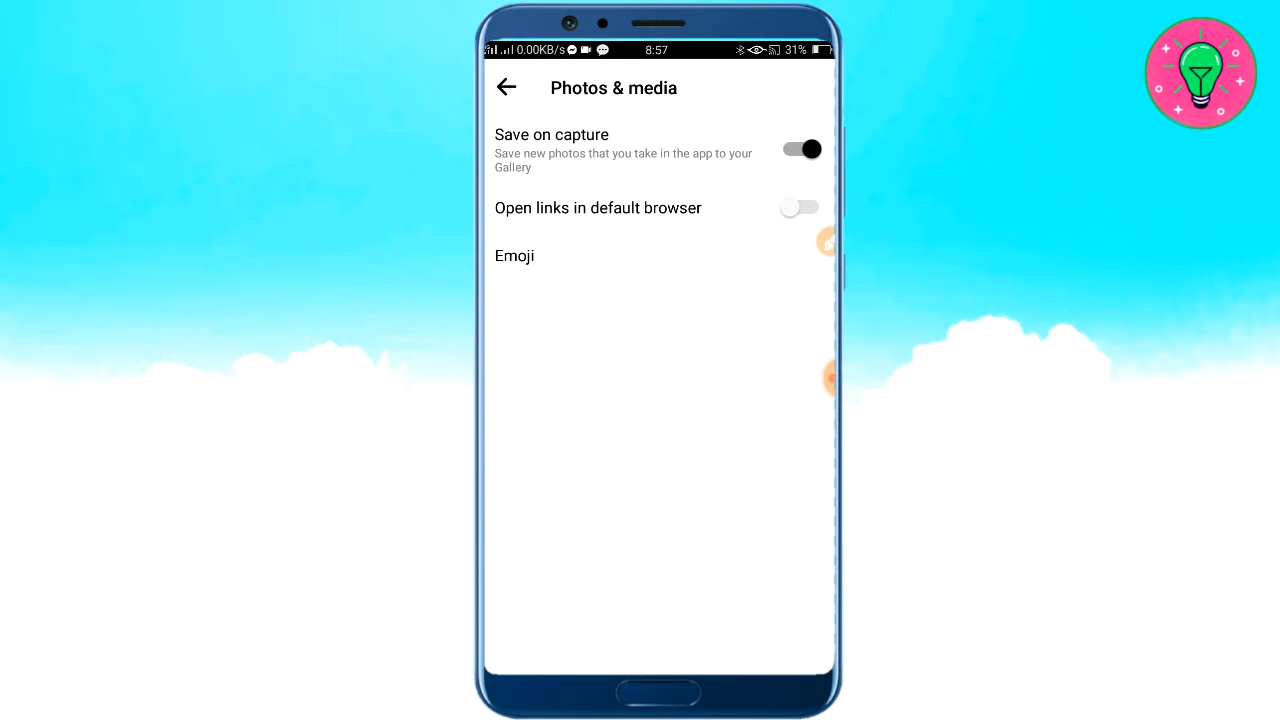 0.00KB/s 8:57 31%
Photos & media
Save on capture
Save new photos that you take in the app to your
Gallery
Open links in default browser
Emoji